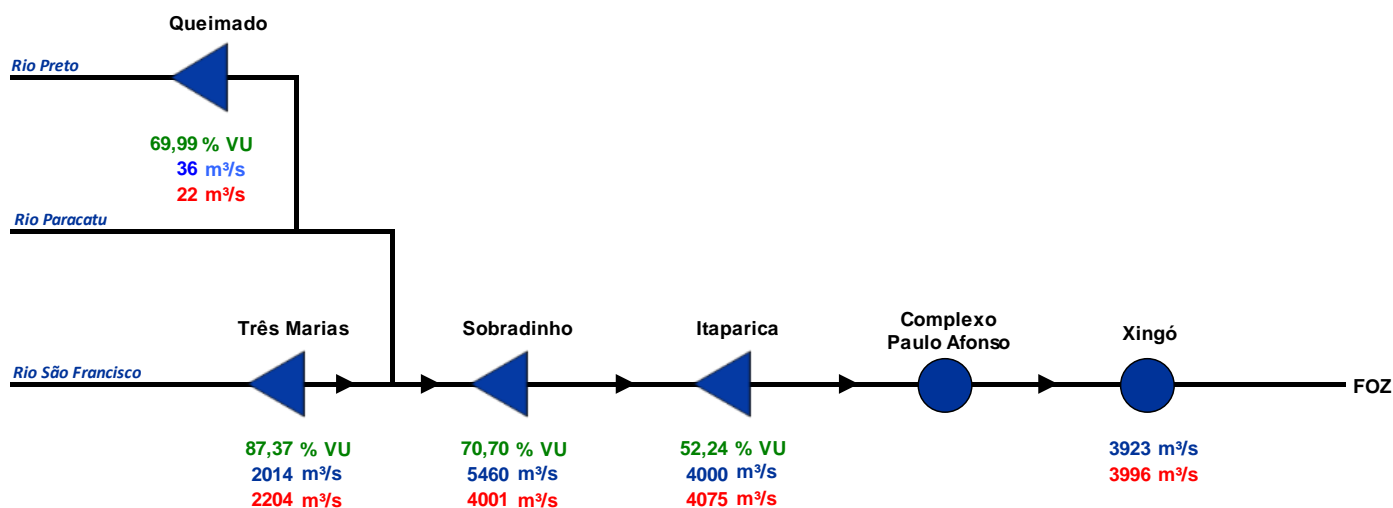 Queimado
Rio Preto
69,99 % VU
36 m³/s
22 m³/s
Rio Paracatu
Três Marias
Sobradinho
Itaparica
Complexo
Paulo Afonso
Xingó
Rio São Francisco
FOZ
87,37 % VU
2014 m³/s
2204 m³/s
70,70 % VU
5460 m³/s
4001 m³/s
52,24 % VU
4000 m³/s
4075 m³/s
3923 m³/s
3996 m³/s